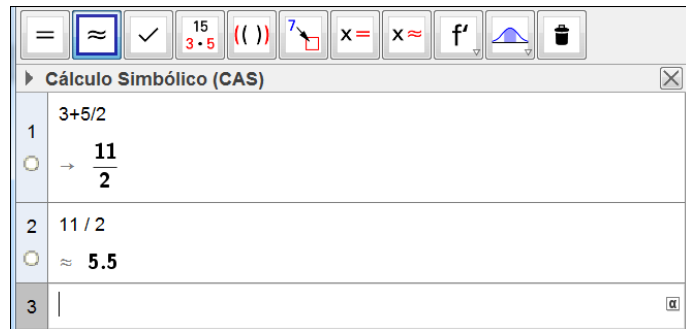 = ≈ ✓ 15 3·5 (( )) 7 x= x≈ f'
Cálculo Simbólico (CAS)
3+5/2
1
→ 11/2
2 11 / 2
≈ 5.5
3 α